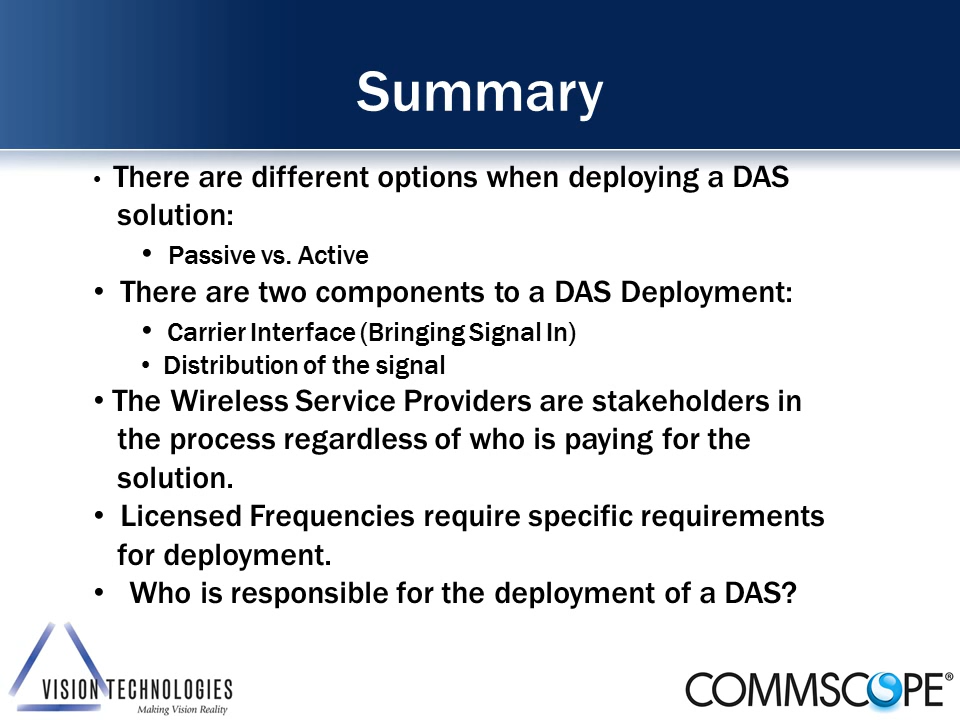 Summary
• There are different options when deploying a DAS
solution:
• Passive vs. Active
• There are two components to a DAS Deployment:
• Carrier Interface (Bringing Signal In)
• Distribution of the signal
• The Wireless Service Providers are stakeholders in
the process regardless of who is paying for the
solution.
• Licensed Frequencies require specific requirements
for deployment.
• Who is responsible for the deployment of a DAS?
VISION TECHNOLOGIES
Making Vision Reality
COMMSCOPE®